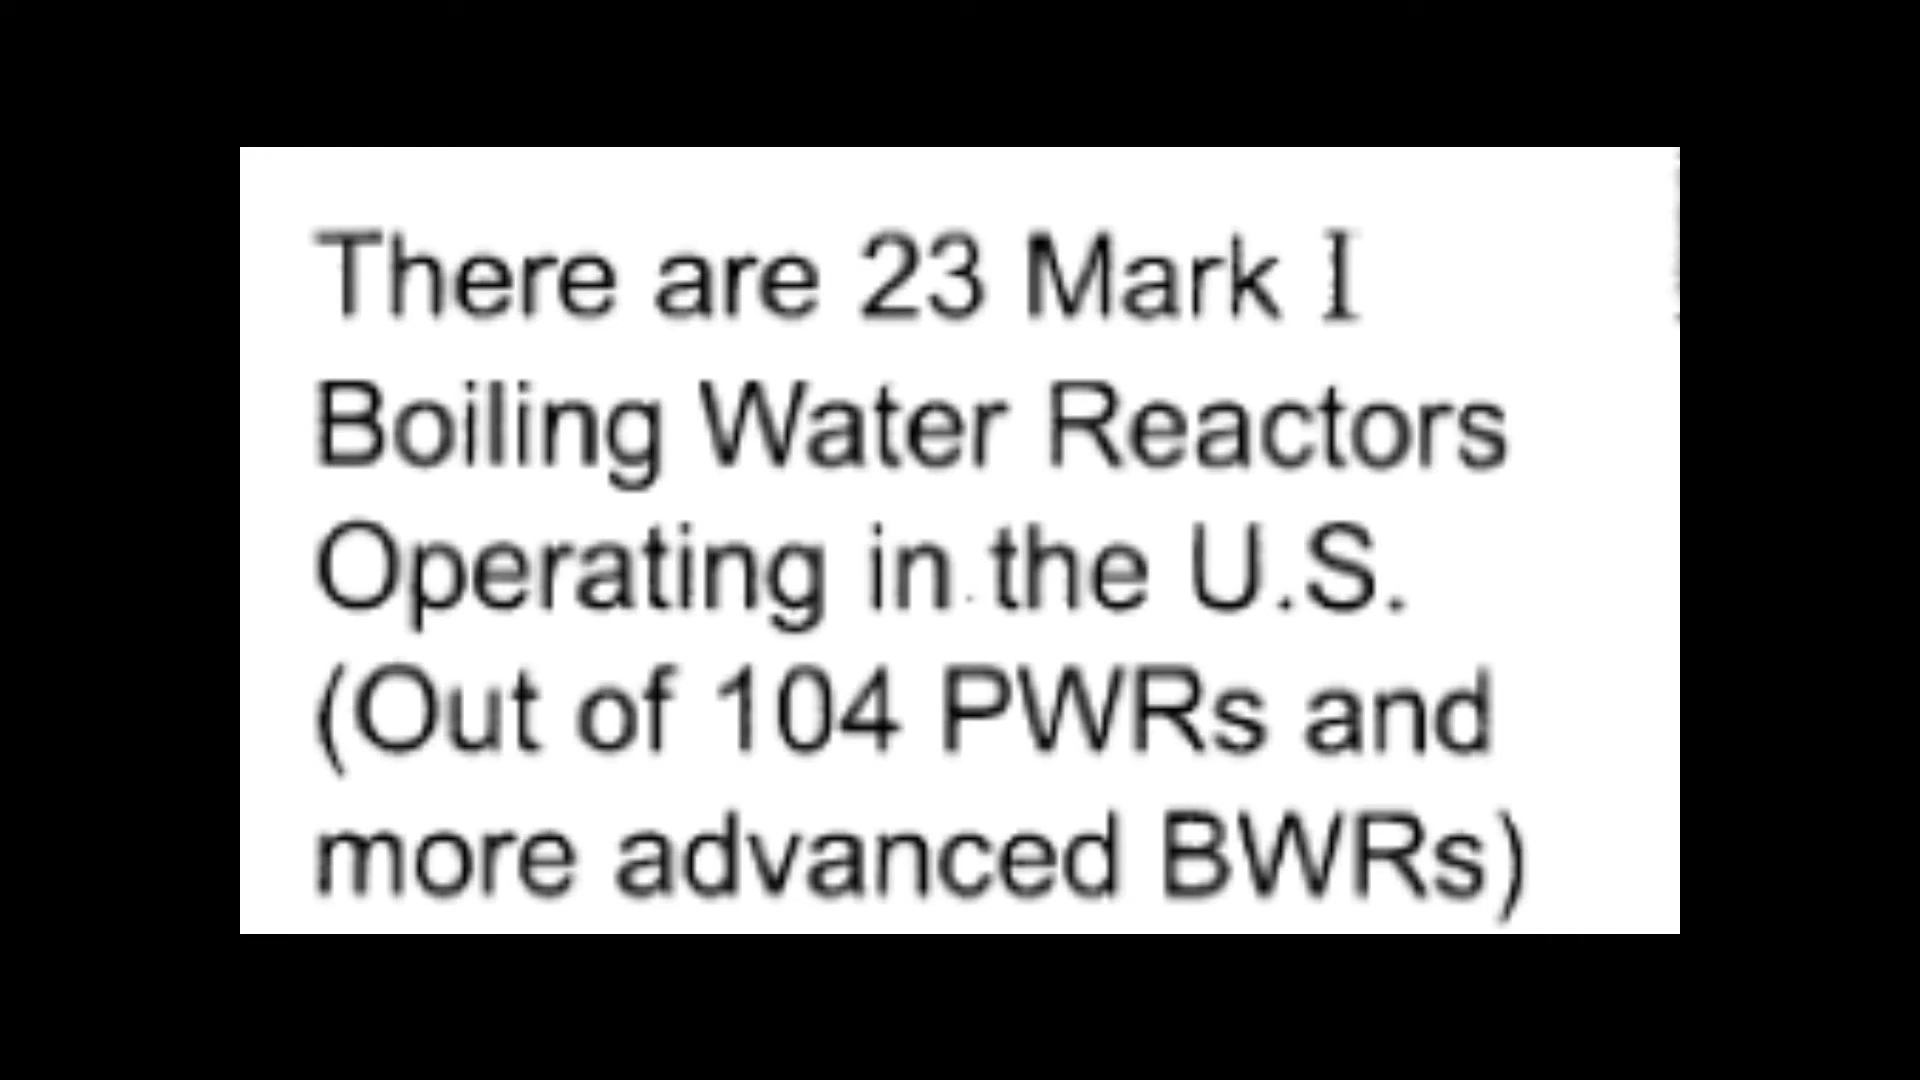 There are 23 Mark I
Boiling Water Reactors
Operating in the U.S.
(Out of 104 PWRs and
more advanced BWRs)